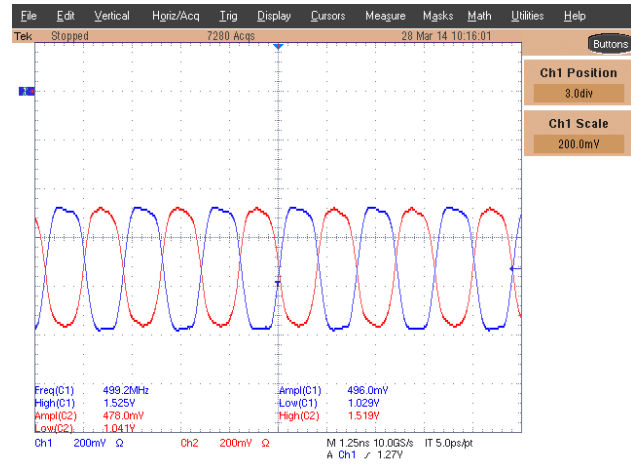 File Edit Vertical Horiz/Acq Trig Display Cursors Measure Masks Math Utilities Help
Tek Stopped 7280 Acqs 28 Mar 14 10:16:01
Buttons
Ch1 Position
3.0div
Ch1 Scale
200.0mV
Freq(C1) 499.2MHz Ampl(C1) 496.0mV
High(C1) 1.525V Low(C1) 1.029V
Ampl(C2) 478.0mV High(C2) 1.519V
Low(C2) 1.041V
Ch1 200mV Ω Ch2 200mV Ω M 1.25ns 10.0GS/s IT 5.0ps/pt
A Ch1 ∕ 1.27V